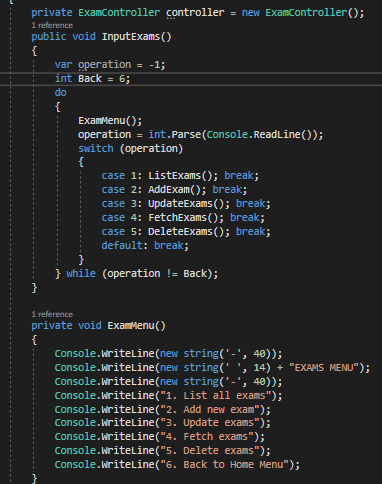 {
private ExamController controller = new ExamController();
1 reference
public void InputExams()
{
var operation = -1;
int Back = 6;
do
{
ExamMenu();
operation = int.Parse(Console.ReadLine());
switch (operation)
{
case 1: ListExams(); break;
case 2: AddExam(); break;
case 3: UpdateExams(); break;
case 4: FetchExams(); break;
case 5: DeleteExams(); break;
default: break;
}
} while (operation != Back);
}
1 reference
private void ExamMenu()
{
Console.WriteLine(new string('-', 40));
Console.WriteLine(new string(' ', 14) + "EXAMS MENU");
Console.WriteLine(new string('-', 40));
Console.WriteLine("1. List all exams");
Console.WriteLine("2. Add new exam");
Console.WriteLine("3. Update exams");
Console.WriteLine("4. Fetch exams");
Console.WriteLine("5. Delete exams");
Console.WriteLine("6. Back to Home Menu");
}